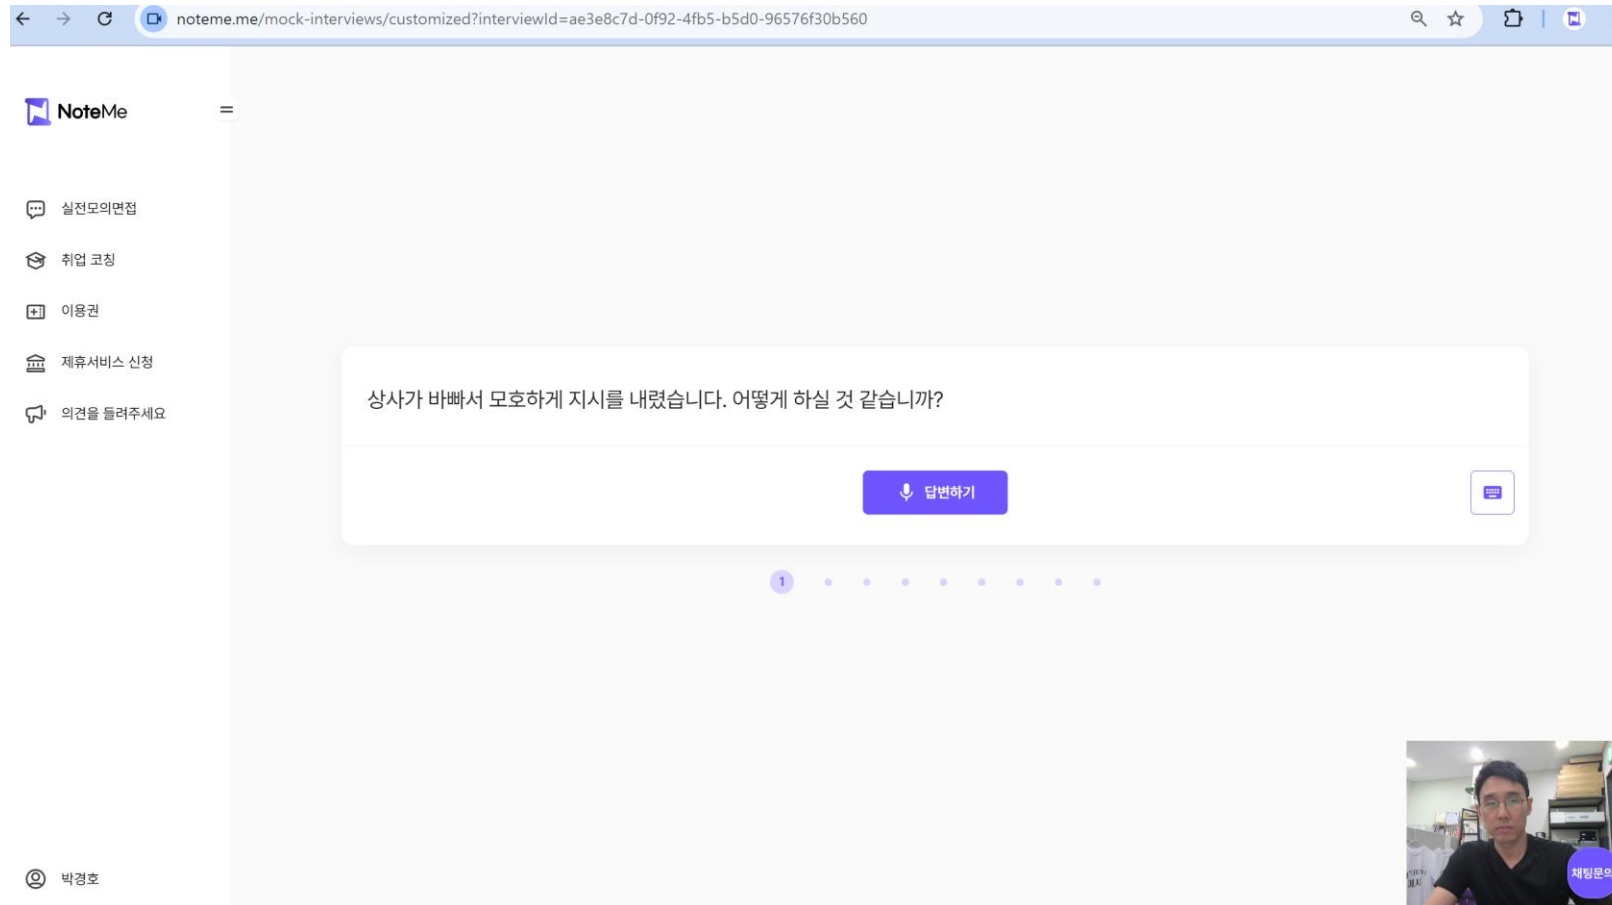 noteme.me/mock-interviews/customized?interviewId=ae3e8c7d-0f92-4fb5-b5d0-96576f30b560
NoteMe
실전모의면접
취업 코칭
이용권
제휴서비스 신청
의견을 들려주세요
상사가 바빠서 모호하게 지시를 내렸습니다. 어떻게 하실 것 같습니까?
답변하기
1
채팅문의
박경호